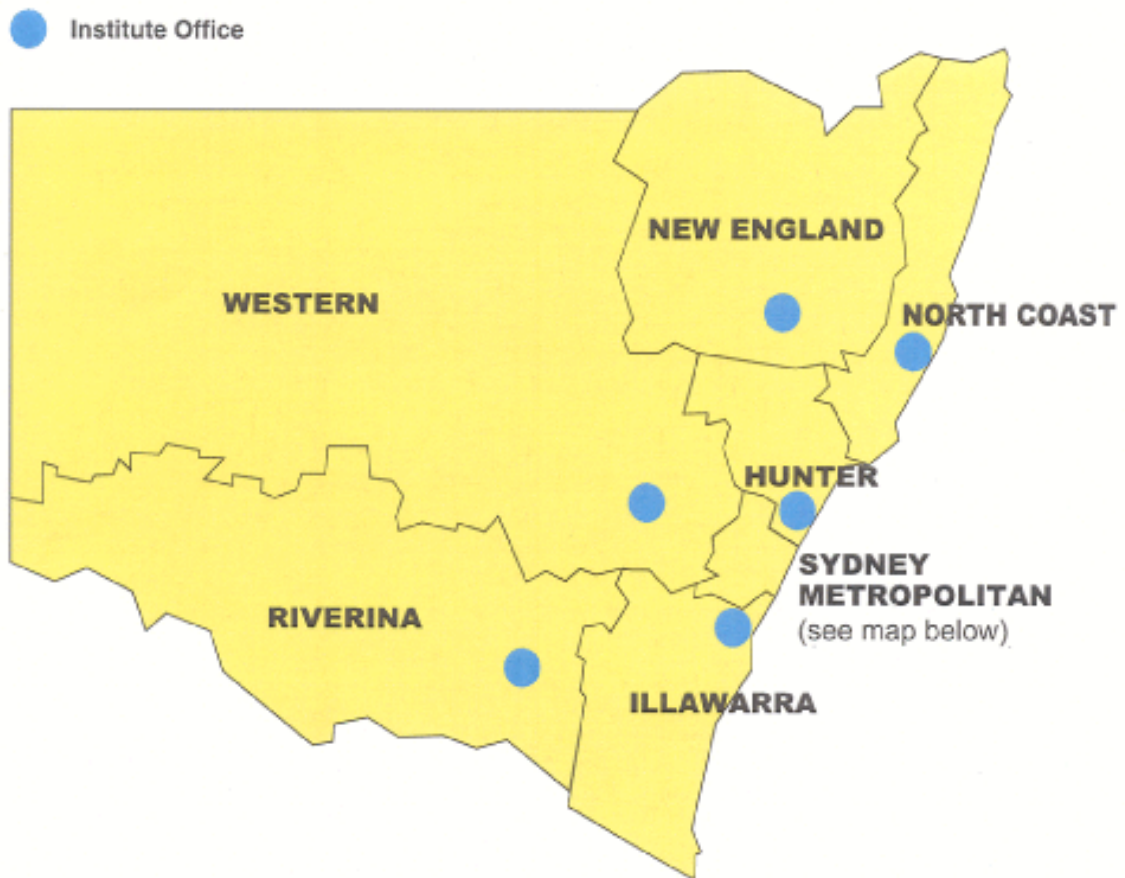 Institute Office
NEW ENGLAND
WESTERN
NORTH COAST
HUNTER
SYDNEY
METROPOLITAN
(see map below)
RIVERINA
ILLAWARRA